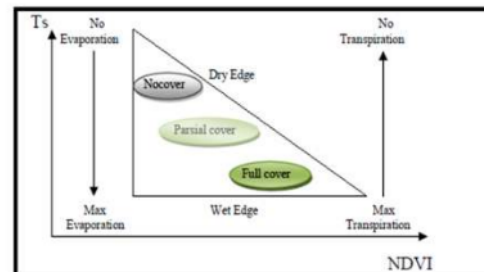 Ts
No
Evaporation
No
Transpiration
Dry Edge
Nocover
Parsial cover
Full cover
Max
Evaporation
Wet Edge
Max
Transpiration
NDVI